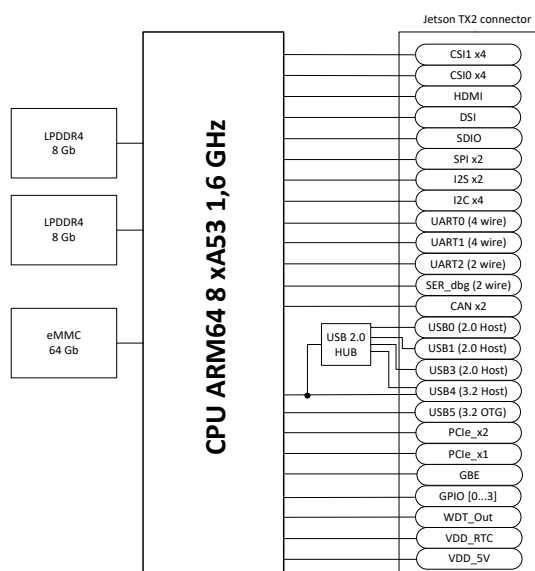 Jetson TX2 connector
CSI1 x4
CSI0 x4
HDMI
DSI
SDIO
SPI x2
I2S x2
I2C x4
UART0 (4 wire)
UART1 (4 wire)
UART2 (2 wire)
SER_dbg (2 wire)
CAN x2
USB0 (2.0 Host)
USB1 (2.0 Host)
USB3 (2.0 Host)
USB4 (3.2 Host)
USB5 (3.2 OTG)
PCIe_x2
PCIe_x1
GBE
GPIO [0...3]
WDT_Out
VDD_RTC
VDD_5V
LPDDR4
8 Gb
LPDDR4
8 Gb
eMMC
64 Gb
CPU ARM64 8 xA53 1,6 GHz
USB 2.0
HUB